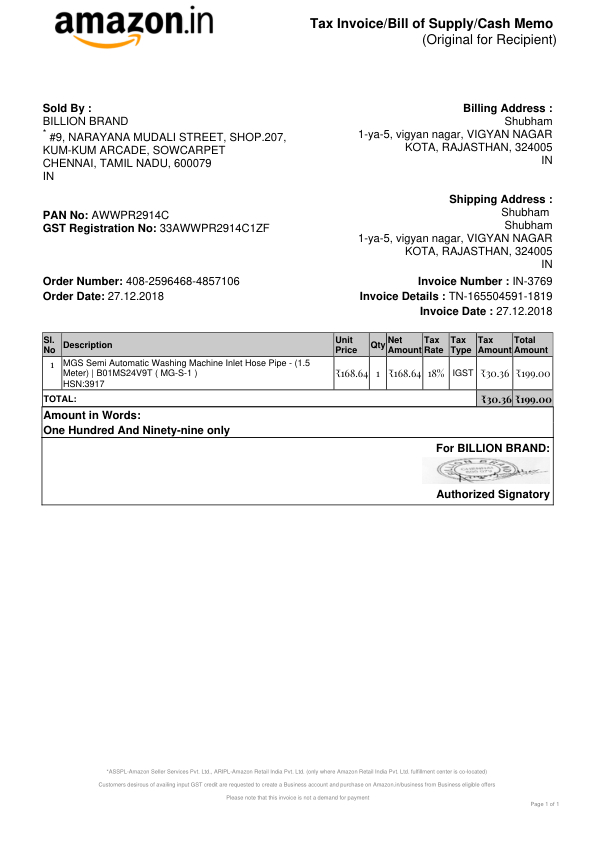 amazon.in
Tax Invoice/Bill of Supply/Cash Memo
(Original for Recipient)
Sold By :
BILLION BRAND
* #9, NARAYANA MUDALI STREET, SHOP.207,
KUM-KUM ARCADE, SOWCARPET
CHENNAI, TAMIL NADU, 600079
IN
Billing Address :
Shubham
1-ya-5, vigyan nagar, VIGYAN NAGAR
KOTA, RAJASTHAN, 324005
IN
PAN No: AWWPR2914C
GST Registration No: 33AWWPR2914C1ZF
Shipping Address :
Shubham
Shubham
1-ya-5, vigyan nagar, VIGYAN NAGAR
KOTA, RAJASTHAN, 324005
IN
Order Number: 408-2596468-4857106
Order Date: 27.12.2018
Invoice Number : IN-3769
Invoice Details : TN-165504591-1819
Invoice Date : 27.12.2018
Sl. No Description Unit Price Qty Net Amount Tax Rate Tax Type Tax Amount Total Amount
1 MGS Semi Automatic Washing Machine Inlet Hose Pipe - (1.5
Meter) | B01MS24V9T ( MG-S-1 )
HSN:3917
₹168.64 1 ₹168.64 18% IGST ₹30.36 ₹199.00
TOTAL: ₹30.36 ₹199.00
Amount in Words:
One Hundred And Ninety-nine only
For BILLION BRAND:
Authorized Signatory
*ASSPL-Amazon Seller Services Pvt. Ltd., ARIPL-Amazon Retail India Pvt. Ltd. (only where Amazon Retail India Pvt. Ltd. fulfillment center is co-located)
Customers desirous of availing input GST credit are requested to create a Business account and purchase on Amazon.in/business from Business eligible offers
Please note that this invoice is not a demand for payment
Page 1 of 1